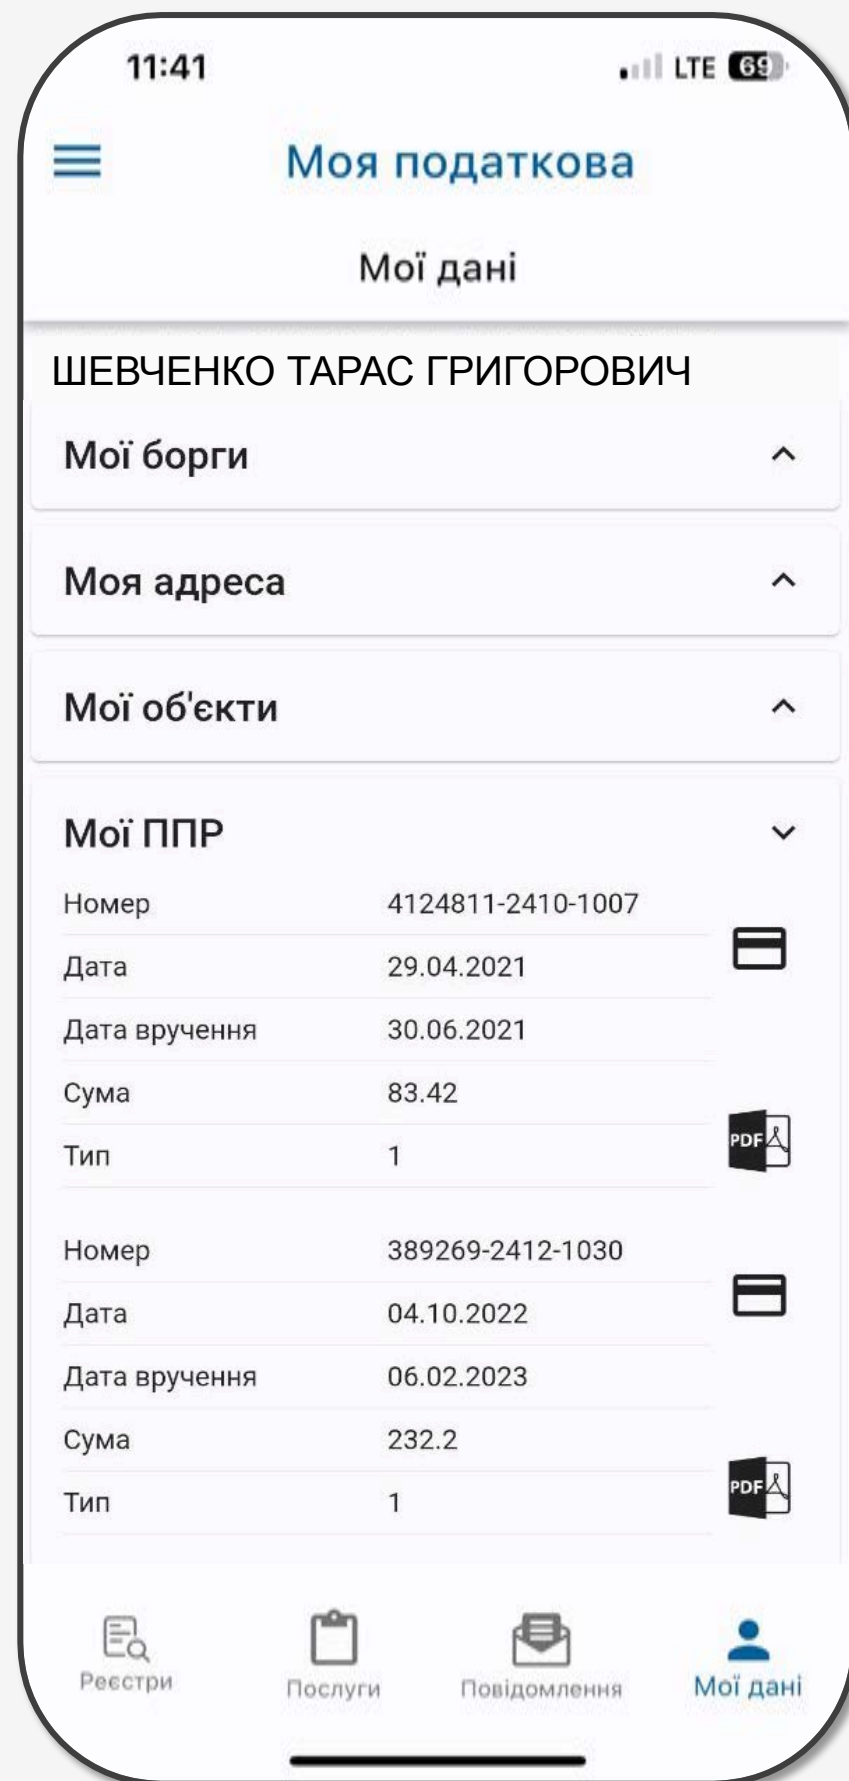 11:41 LTE 69
Моя податкова
Мої дані
ШЕВЧЕНКО ТАРАС ГРИГОРОВИЧ
Мої борги
Моя адреса
Мої об'єкти
Мої ППР
Номер 4124811-2410-1007
Дата 29.04.2021
Дата вручення 30.06.2021
Сума 83.42
PDF
Тип 1
Номер 389269-2412-1030
Дата 04.10.2022
Дата вручення 06.02.2023
Сума 232.2
PDF
Тип 1
Реєстри Послуги Повідомлення Мої дані